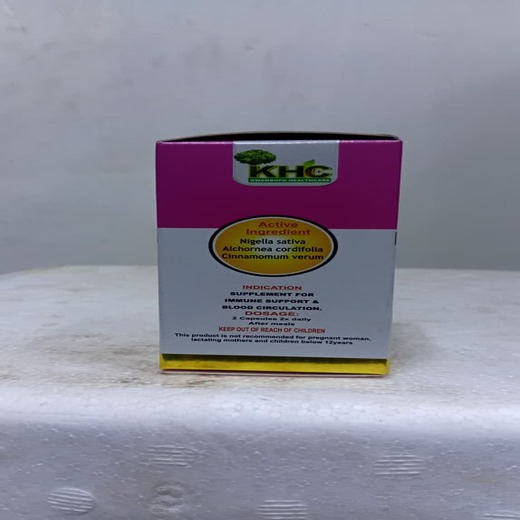 KHC
Active
Ingredient
Nigella sativa
Alchornea cordifolia
Cinnamomum verum
INDICATION
SUPPLEMENT FOR
IMMUNE SUPPORT &
BLOOD CIRCULATION.
DOSAGE:
2 Capsules 2x daily
After meals
KEEP OUT OF REACH OF CHILDREN
This product is not recommended for pregnant woman,
lactating mothers and children below 12years